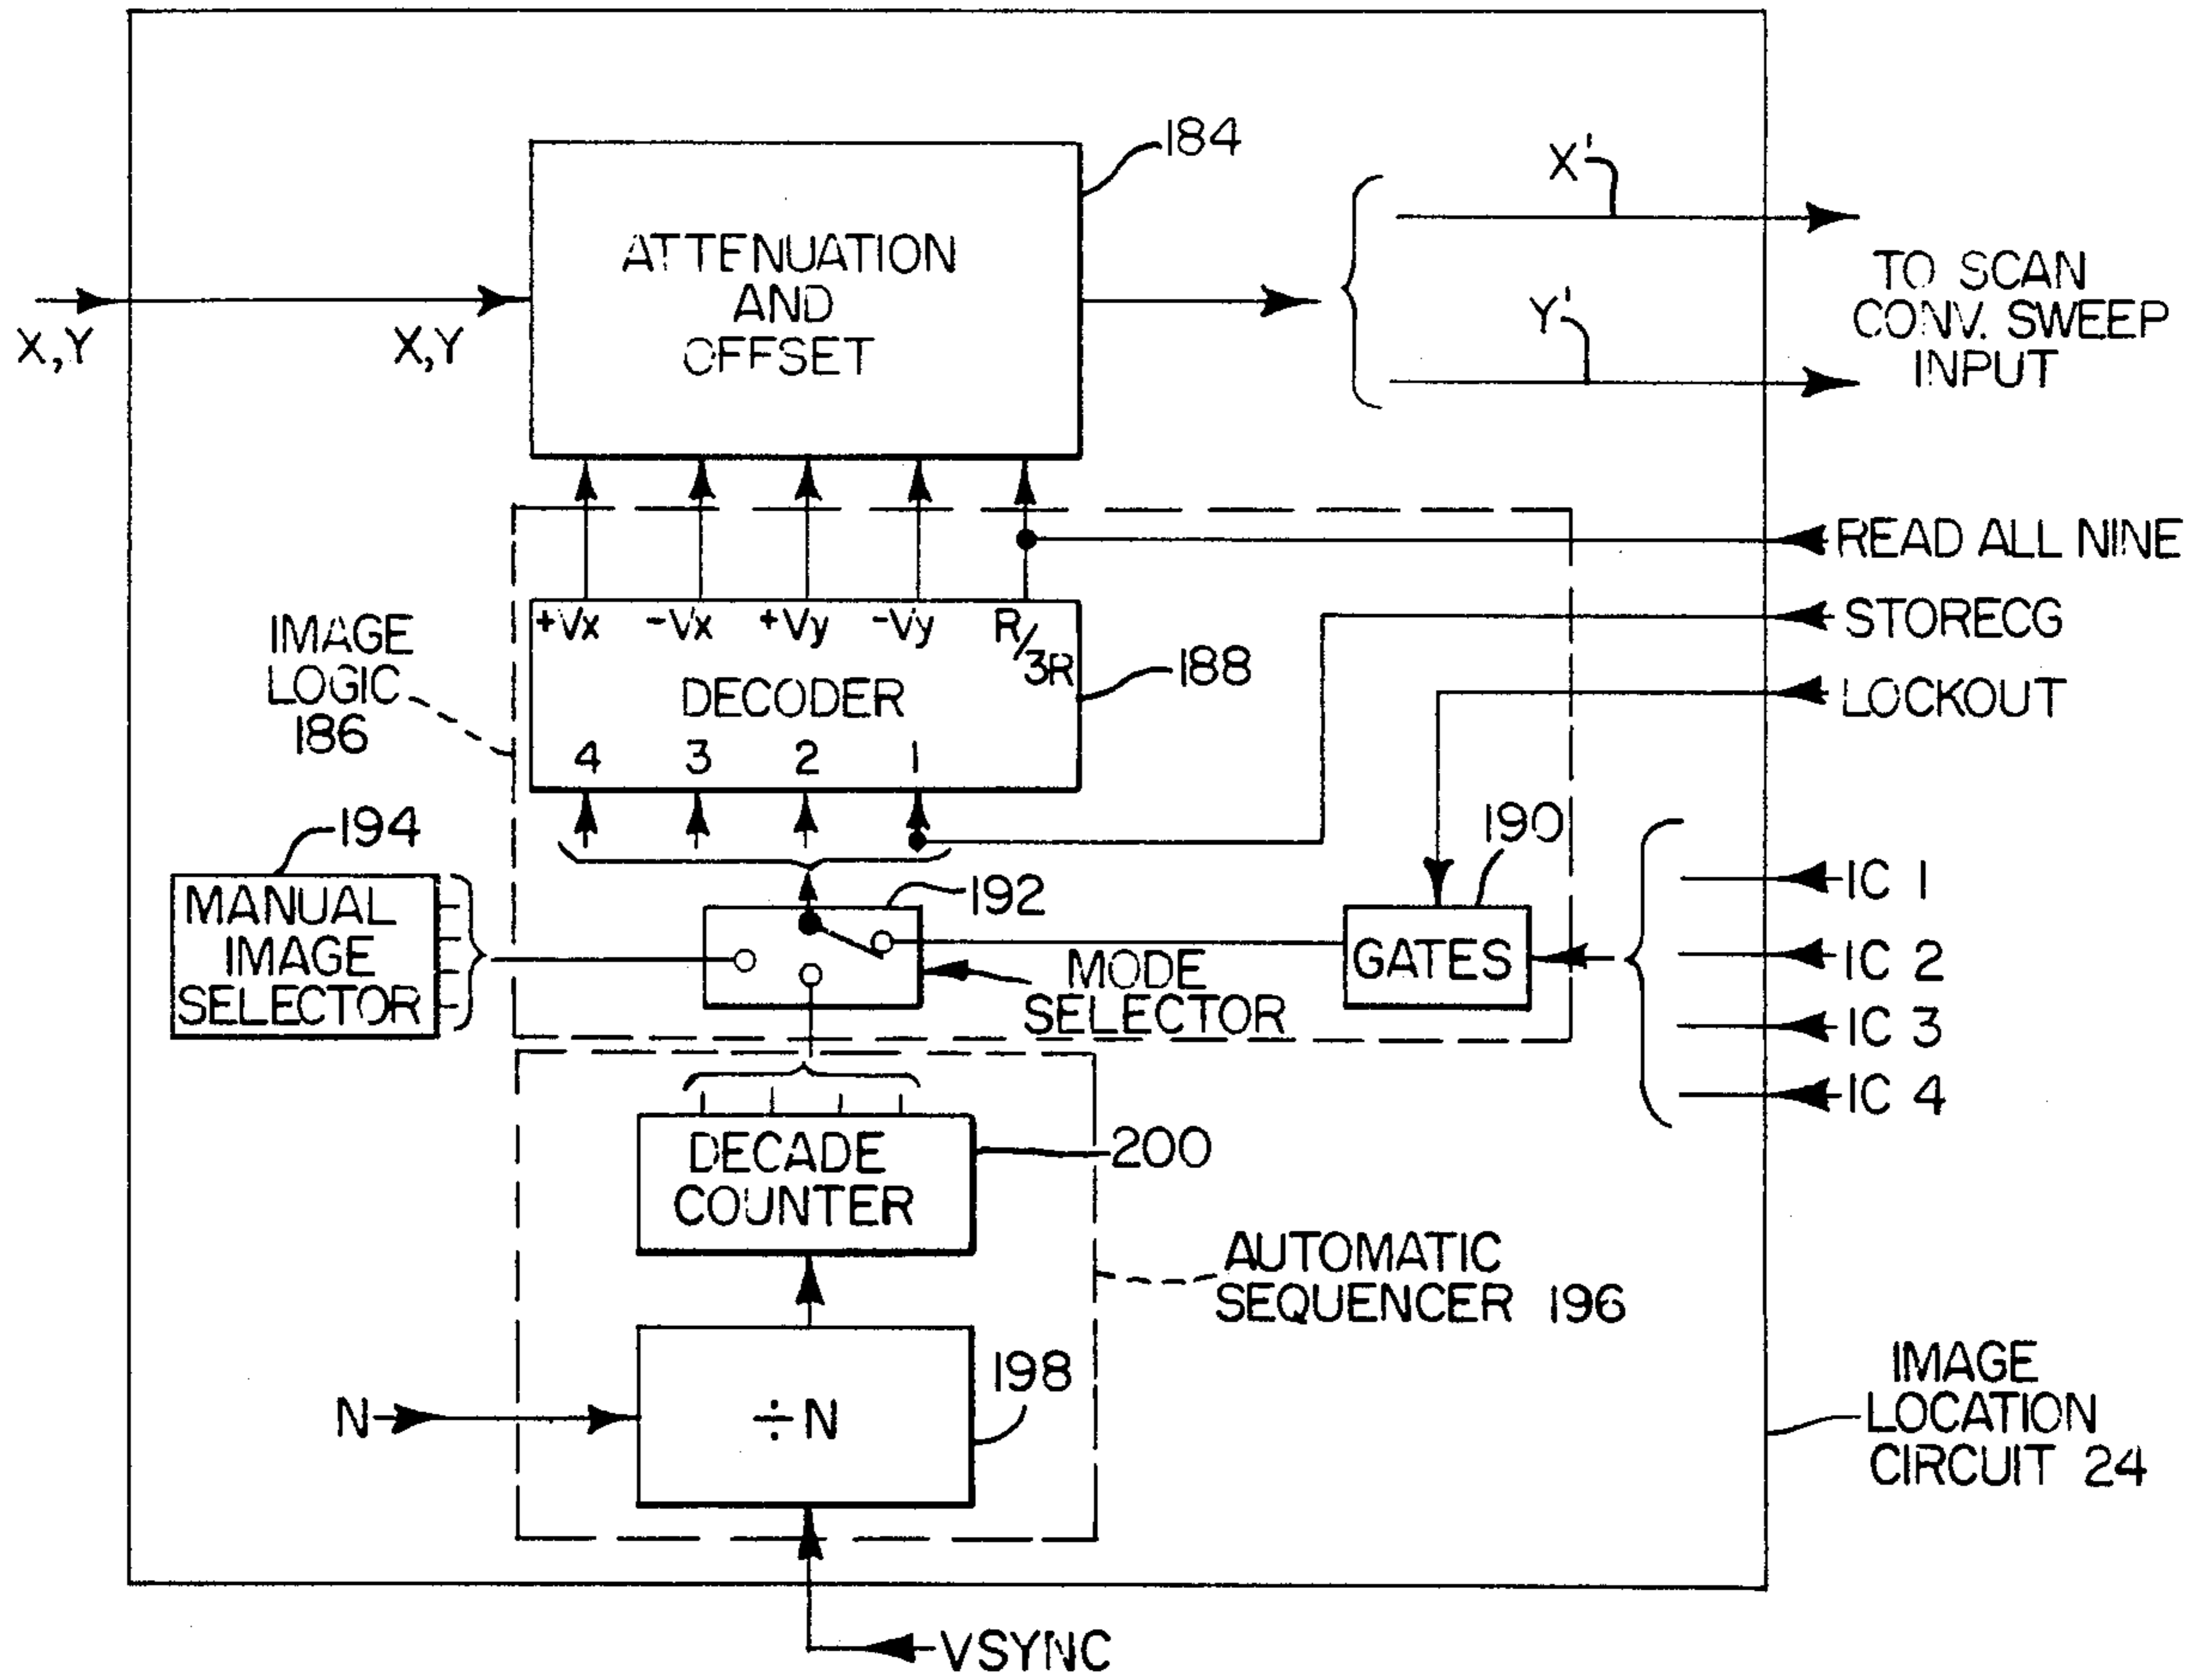 184
X'
ATTENUATION
AND
OFFSET
X,Y
X,Y
Y'
TO SCAN
CONV. SWEEP
INPUT
READ ALL NINE
STORECG
LOCKOUT
+Vx -Vx +Vy -Vy R/3R
DECODER
188
4 3 2 1
IMAGE
LOGIC
186
194
MANUAL
IMAGE
SELECTOR
192
MODE
SELECTOR
190
GATES
IC 1
IC 2
IC 3
IC 4
DECADE
COUNTER
200
AUTOMATIC
SEQUENCER 196
N
÷N
198
IMAGE
LOCATION
CIRCUIT 24
VSYNC